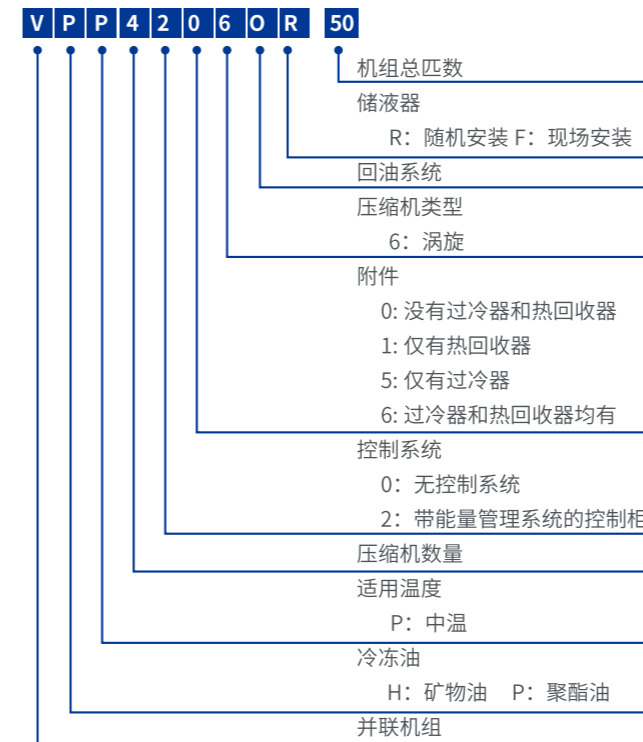 VPP4206OR 50
机组总匹数
储液器
R：随机安装 F：现场安装
回油系统
压缩机类型
6：涡旋
附件
0: 没有过冷器和热回收器
1: 仅有热回收器
5: 仅有过冷器
6: 过冷器和热回收器均有
控制系统
0：无控制系统
2：带能量管理系统的控制柜
压缩机数量
适用温度
P：中温
冷冻油
H：矿物油 P：聚酯油
并联机组